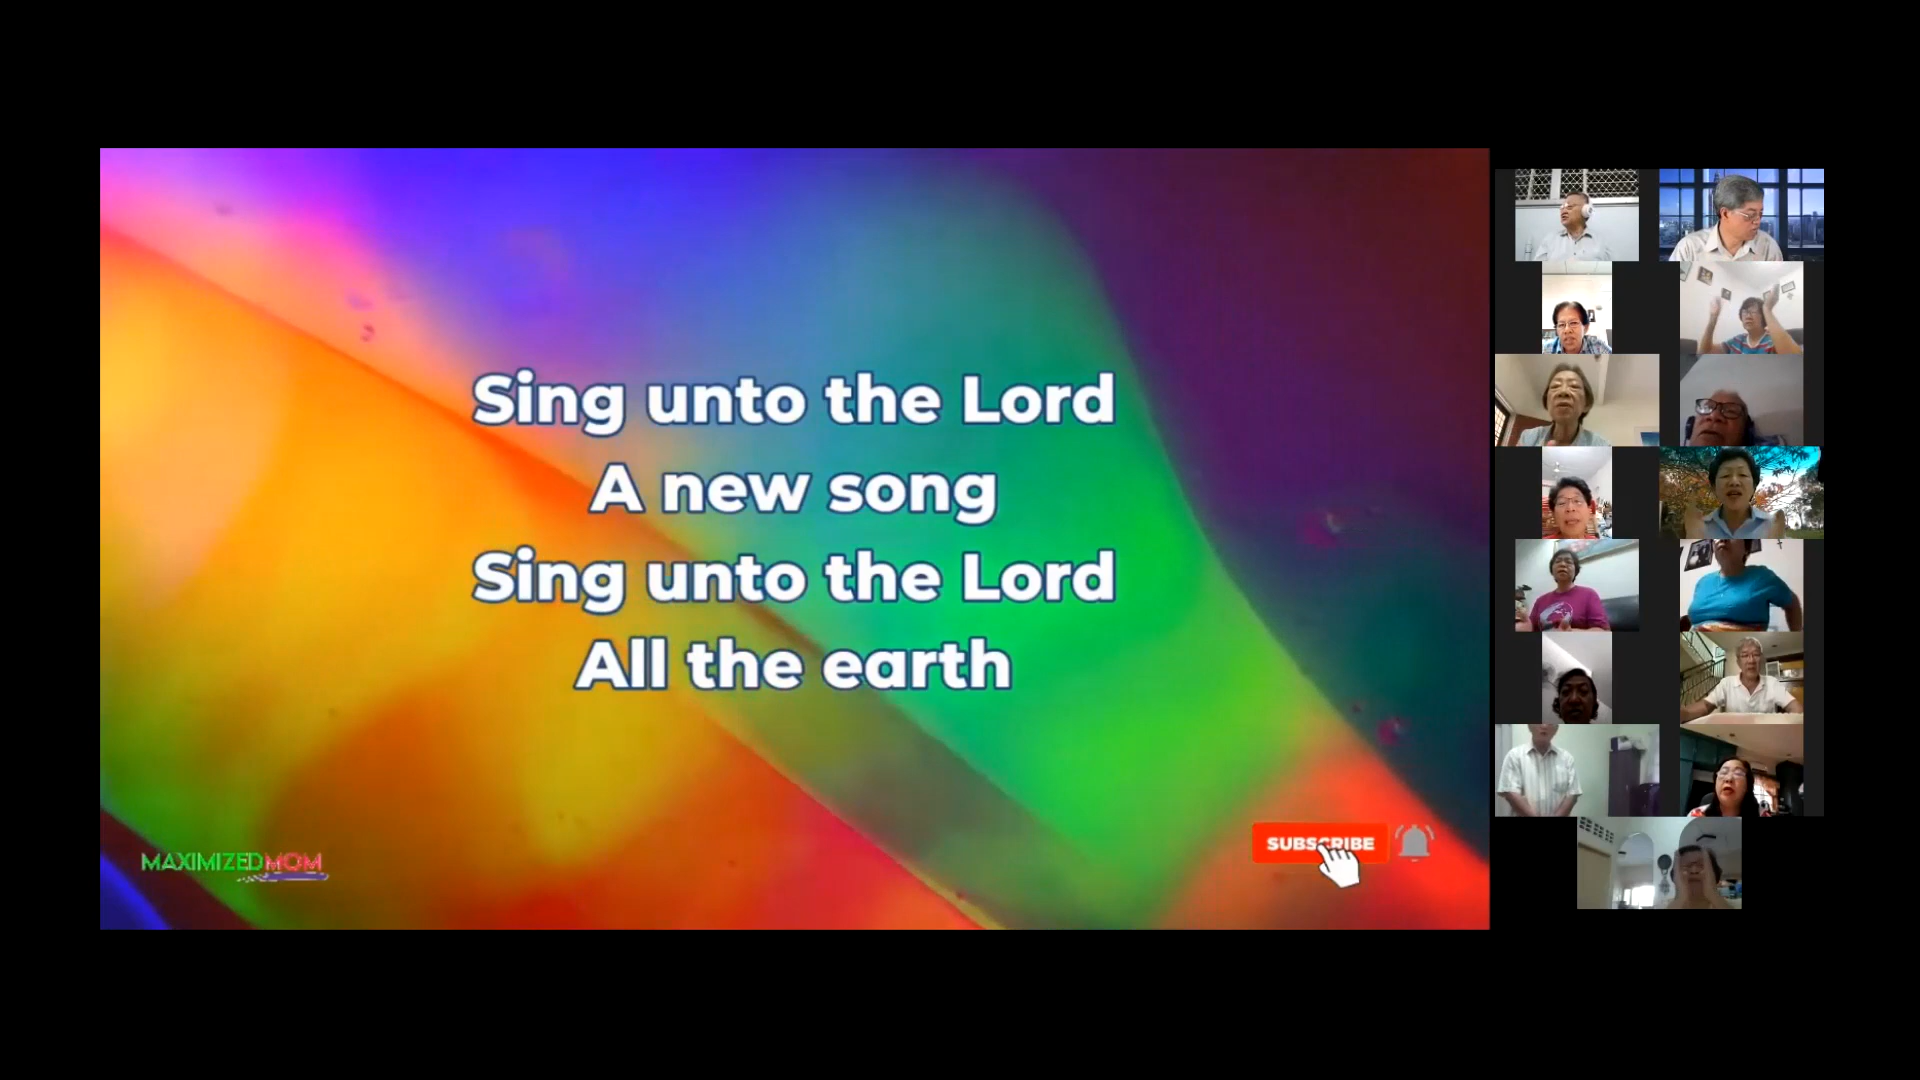 Sing unto the Lord
A new song
Sing unto the Lord
All the earth
MAXIMIZEDMOM
SUBSCRIBE